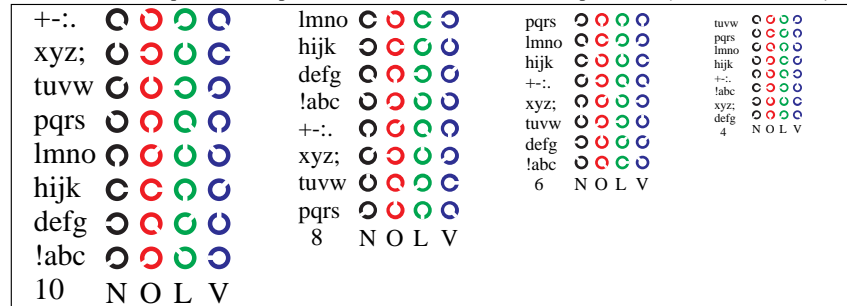 +-:.
xyz;
tuvw
pqrs
lmno
hijk
defg
!abc
10 N O L V
lmno
hijk
defg
!abc
+-:.
xyz;
tuvw
pqrs
8 N O L V
pqrs
lmno
hijk
+-:.
xyz;
tuvw
defg
!abc
6 N O L V
tuvw
pqrs
lmno
hijk
+-:.
!abc
xyz;
defg
4 N O L V